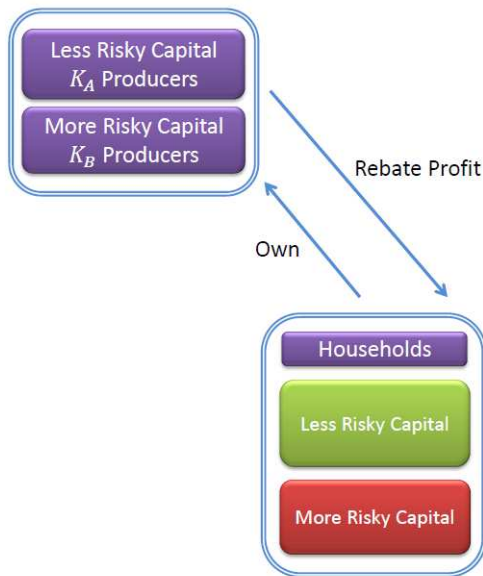 Less Risky Capital
K_A Producers
More Risky Capital
K_B Producers
Rebate Profit
Own
Households
Less Risky Capital
More Risky Capital